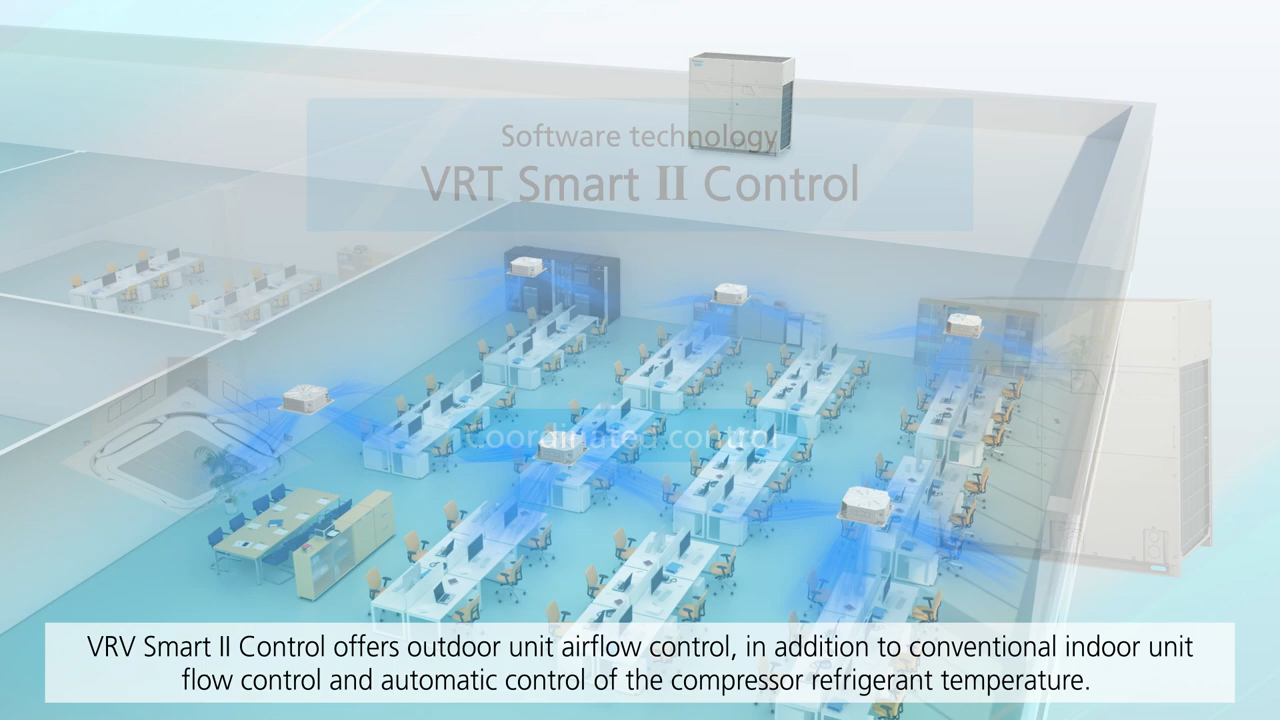 Software technology
VRT Smart II Control
Coordinated control
VRV Smart II Control offers outdoor unit airflow control, in addition to conventional indoor unit
flow control and automatic control of the compressor refrigerant temperature.